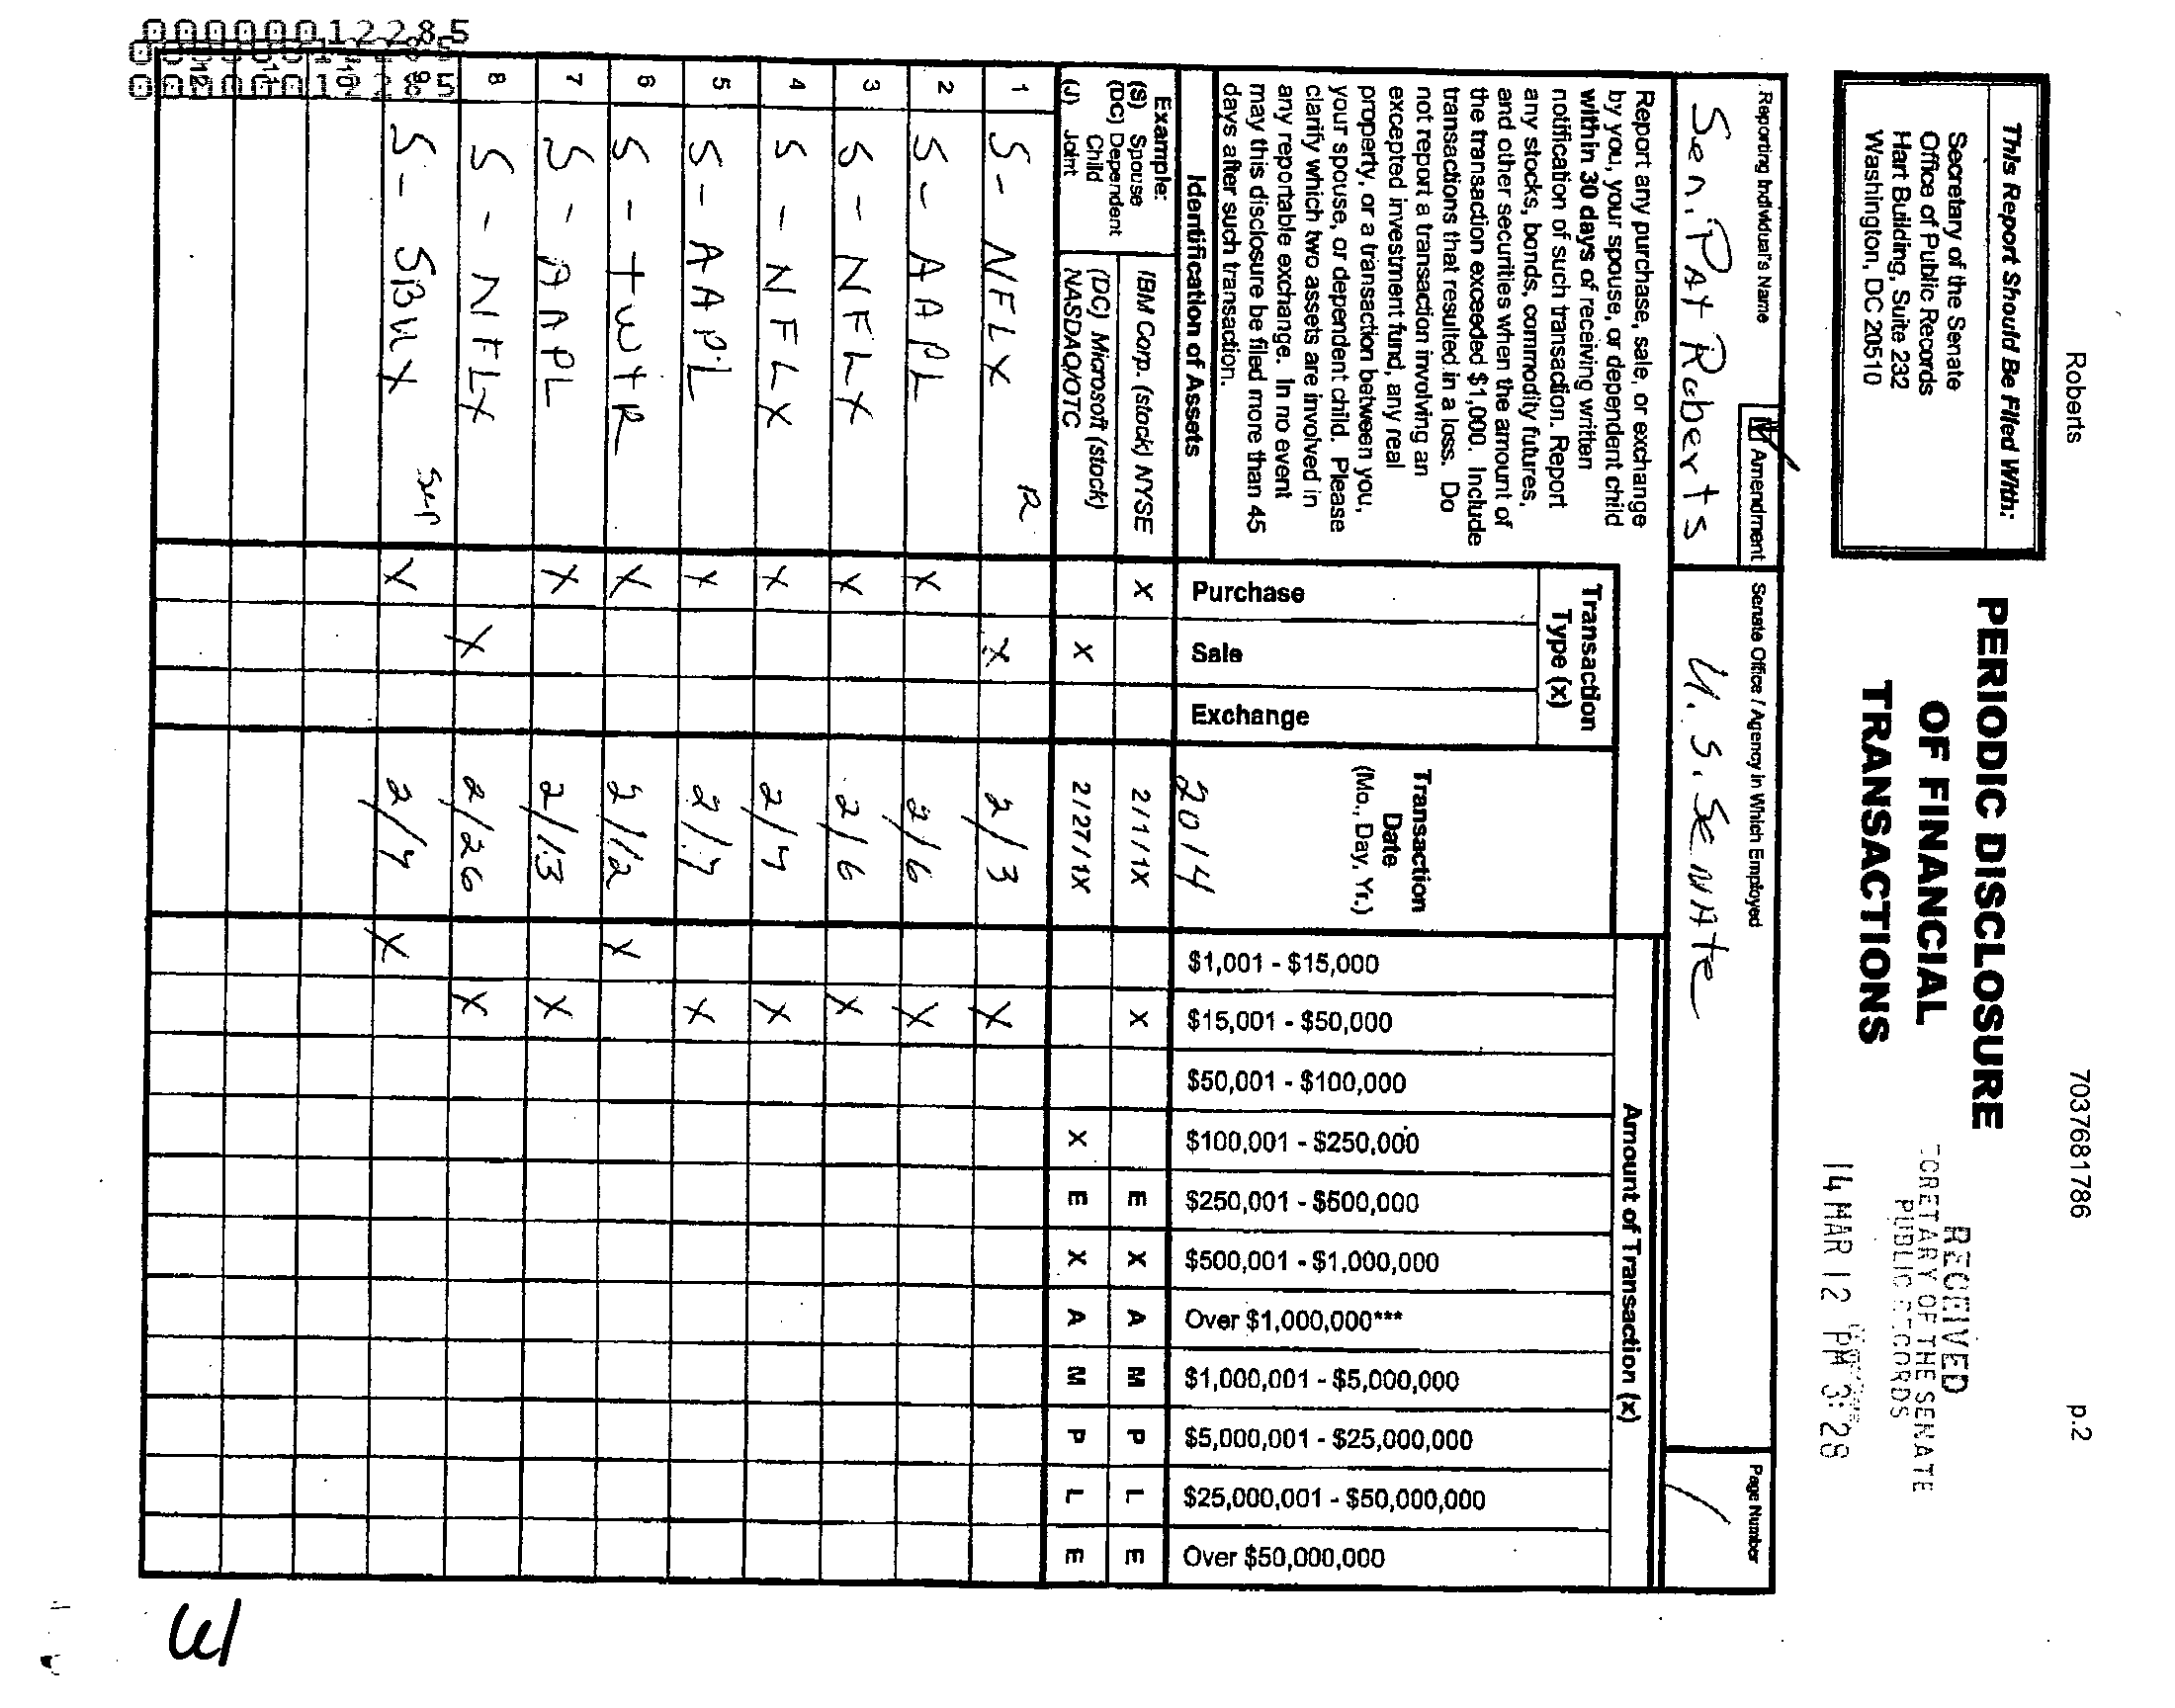 Roberts 7037681786 p.2
This Report Should Be Filed With:
Secretary of the Senate
Office of Public Records
Hart Building, Suite 232
Washington, DC 20510
PERIODIC DISCLOSURE
OF FINANCIAL
TRANSACTIONS
RECEIVED
CRETARY OF THE SENATE
PUBLIC RECORDS
14 MAR 12 PM 3:28
Reporting Individual's Name
Sen. Pat Roberts
Amendment
Senate Office / Agency in Which Employed
U.S. SENAte
Page Number
1
Report any purchase, sale, or exchange
by you, your spouse, or dependent child
within 30 days of receiving written
notification of such transaction. Report
any stocks, bonds, commodity futures,
and other securities when the amount of
the transaction exceeded $1,000. Include
transactions that resulted in a loss. Do
not report a transaction involving an
excepted investment fund, any real
property, or a transaction between you,
your spouse, or dependent child. Please
clarify which two assets are involved in
any reportable exchange. In no event
may this disclosure be filed more than 45
days after such transaction.
Transaction
Type (x)
Transaction
Date
(Mo., Day, Yr.)
Amount of Transaction (x)
Identification of Assets
Purchase
Sale
Exchange
2014
$1,001 - $15,000
$15,001 - $50,000
$50,001 - $100,000
$100,001 - $250,000
$250,001 - $500,000
$500,001 - $1,000,000
Over $1,000,000***
$1,000,001 - $5,000,000
$5,000,001 - $25,000,000
$25,000,001 - $50,000,000
Over $50,000,000
Example:
(S) Spouse
(DC) Dependent
Child
(J) Joint
IBM Corp. (stock) NYSE X 2/1/1X X E X A M P L E
(DC) Microsoft (stock)
NASDAQ/OTC X 2/27/1X X E X A M P L E
1 S - NFLX R X 2/3 X
2 S - AAPL X 2/6 X
3 S - NFLX X 2/6 X
4 S - NFLX X 2/7 X
5 S - AAPL X 2/7 X
6 S - twtR X 2/12 X
7 S - AAPL X 2/13 X
8 S - NFLX X 2/26 X
9 S - SBUX X 2/7 X
10
11
12
000000012285
000000012285